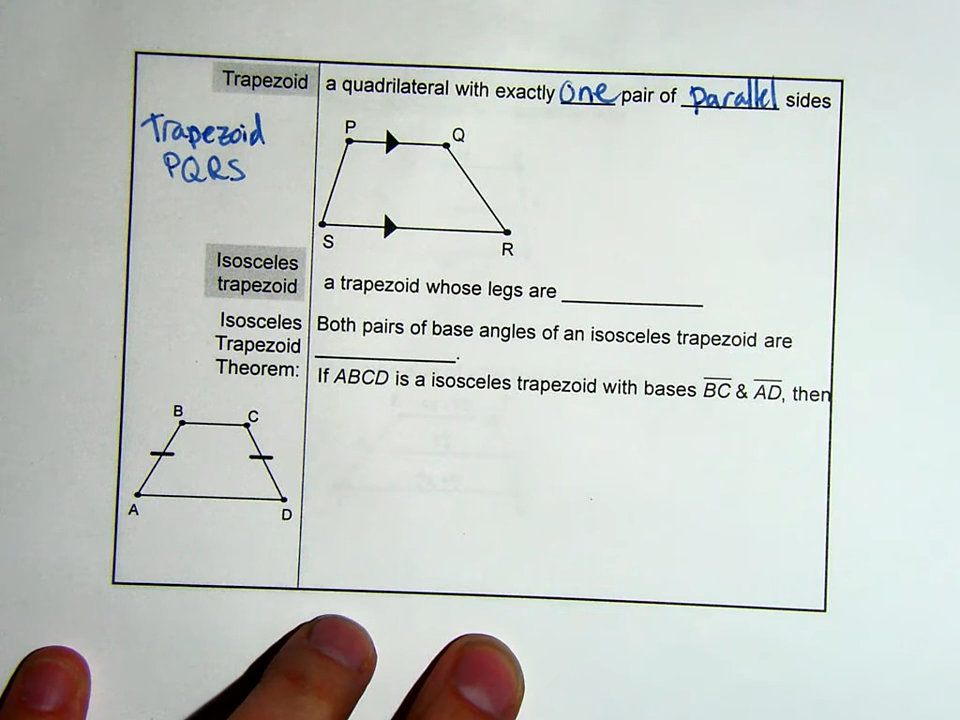 Trapezoid
a quadrilateral with exactly one pair of parallel sides
Trapezoid
PQRS
P
Q
S
R
Isosceles
trapezoid
a trapezoid whose legs are ____________
Isosceles
Trapezoid
Theorem:
Both pairs of base angles of an isosceles trapezoid are
____________.
If ABCD is a isosceles trapezoid with bases B̅C̅ & A̅D̅, then
B
C
A
D